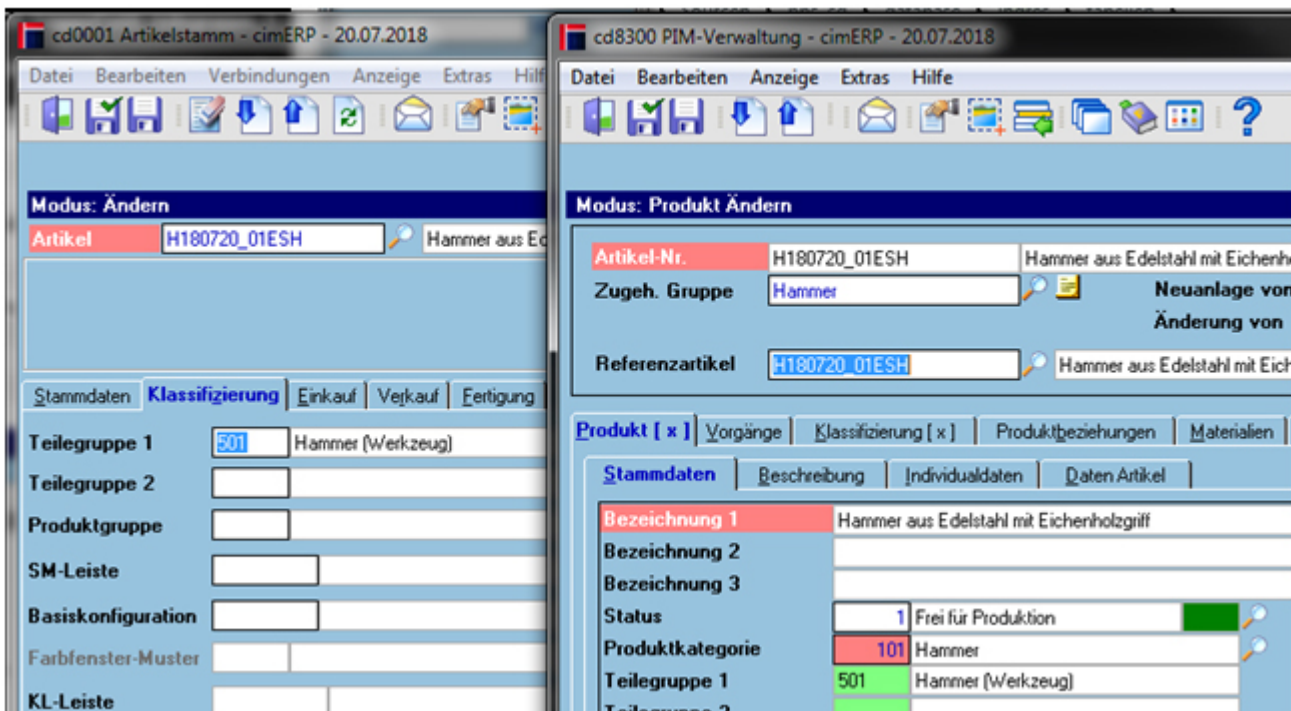 cd0001 Artikelstamm - cimERP - 20.07.2018
Datei Bearbeiten Verbindungen Anzeige Extras Hilf
Modus: Ändern
Artikel H180720_01ESH Hammer aus Ed
Stammdaten Klassifizierung Einkauf Verkauf Fertigung
Teilegruppe 1 501 Hammer (Werkzeug)
Teilegruppe 2
Produktgruppe
SM-Leiste
Basiskonfiguration
Farbfenster-Muster
KL-Leiste
cd8300 PIM-Verwaltung - cimERP - 20.07.2018
Datei Bearbeiten Anzeige Extras Hilfe
Modus: Produkt Ändern
Artikel-Nr. H180720_01ESH Hammer aus Edelstahl mit Eichenho
Zugeh. Gruppe Hammer Neuanlage von
Änderung von
Referenzartikel H180720_01ESH Hammer aus Edelstahl mit Eich
Produkt [ x ] Vorgänge Klassifizierung [ x ] Produktbeziehungen Materialien
Stammdaten Beschreibung Individualdaten Daten Artikel
Bezeichnung 1 Hammer aus Edelstahl mit Eichenholzgriff
Bezeichnung 2
Bezeichnung 3
Status 1 Frei für Produktion
Produktkategorie 101 Hammer
Teilegruppe 1 501 Hammer (Werkzeug)